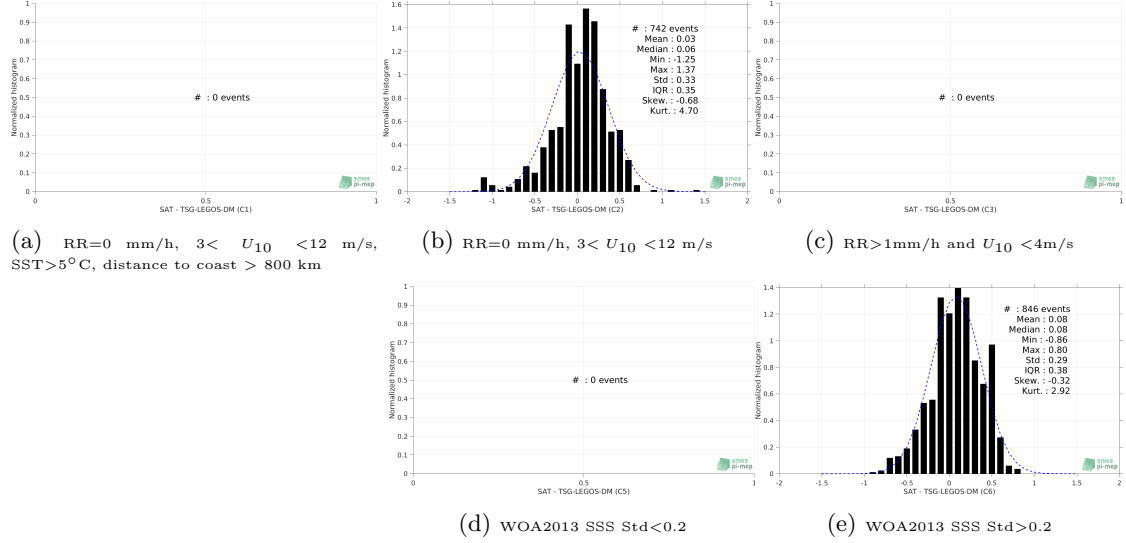 1
0.9
0.8
0.7
0.6
0.5
0.4
0.3
0.2
0.1
0
0 0.5 1
Normalized histogram
# : 0 events
smos
pi-mep
SAT - TSG-LEGOS-DM (C1)
(a) RR=0 mm/h, 3< U10 <12 m/s,
SST>5°C, distance to coast > 800 km
1.6
1.4
1.2
1
0.8
0.6
0.4
0.2
0
-2 -1.5 -1 -0.5 0 0.5 1 1.5 2
Normalized histogram
# : 742 events
Mean : 0.03
Median : 0.06
Min : -1.25
Max : 1.37
Std : 0.33
IQR : 0.35
Skew. : -0.68
Kurt. : 4.70
smos
pi-mep
SAT - TSG-LEGOS-DM (C2)
(b) RR=0 mm/h, 3< U10 <12 m/s
1
0.9
0.8
0.7
0.6
0.5
0.4
0.3
0.2
0.1
0
0 0.5 1
Normalized histogram
# : 0 events
smos
pi-mep
SAT - TSG-LEGOS-DM (C3)
(c) RR>1mm/h and U10 <4m/s
1
0.9
0.8
0.7
0.6
0.5
0.4
0.3
0.2
0.1
0
0 0.5 1
Normalized histogram
# : 0 events
smos
pi-mep
SAT - TSG-LEGOS-DM (C5)
(d) WOA2013 SSS Std<0.2
1.4
1.2
1
0.8
0.6
0.4
0.2
0
-2 -1.5 -1 -0.5 0 0.5 1 1.5 2
Normalized histogram
# : 846 events
Mean : 0.08
Median : 0.08
Min : -0.86
Max : 0.80
Std : 0.29
IQR : 0.38
Skew. : -0.32
Kurt. : 2.92
smos
pi-mep
SAT - TSG-LEGOS-DM (C6)
(e) WOA2013 SSS Std>0.2